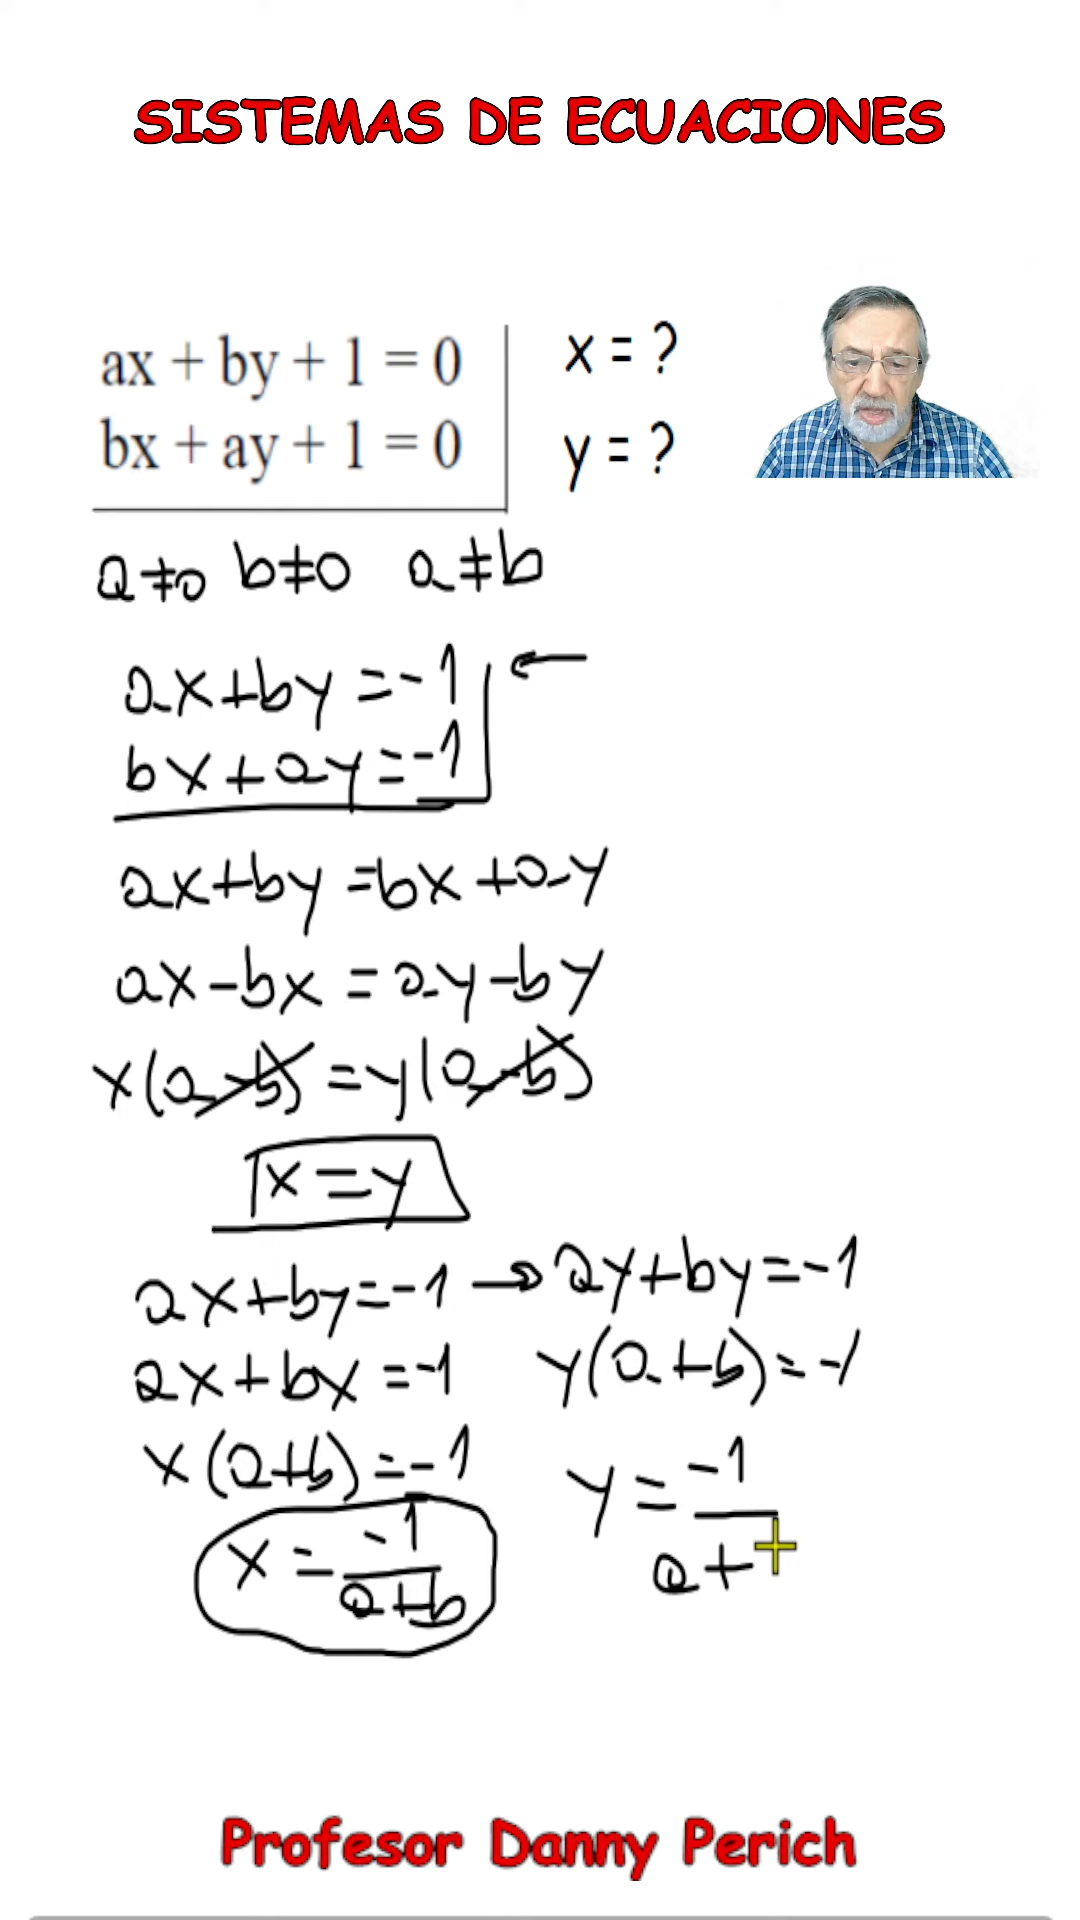 SISTEMAS DE ECUACIONES
ax + by + 1 = 0
bx + ay + 1 = 0
x = ?
y = ?
a≠0 b≠0 a≠b
ax+by=-1
bx+ay=-1
ax+by=bx+ay
ax-bx=ay-by
x(a-b)=y(a-b)
x=y
ax+by=-1→ay+by=-1
ax+bx=-1
y(a+b)=-1
x(a+b)=-1
y=-1/a+
x=-1/a+b
Profesor Danny Perich